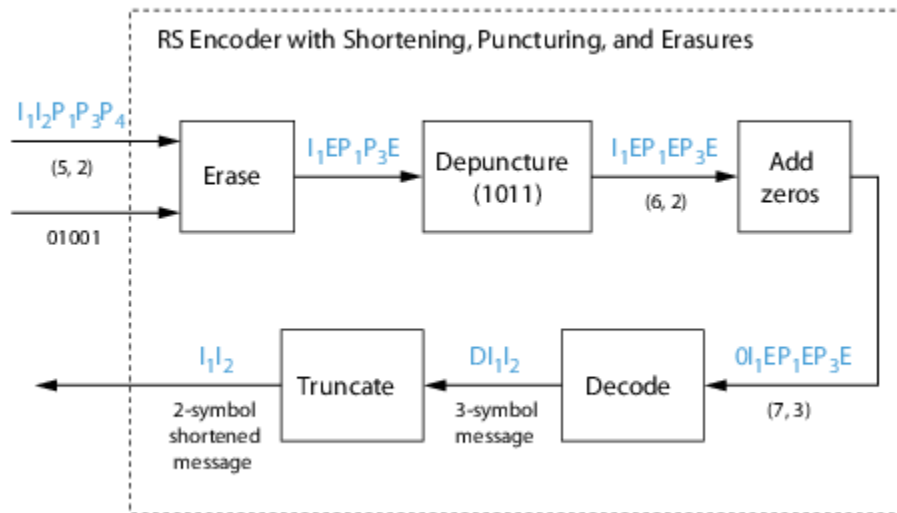 RS Encoder with Shortening, Puncturing, and Erasures
I₁I₂P₁P₃P₄
(5, 2)
01001
Erase
I₁EP₁P₃E
Depuncture
(1011)
I₁EP₁EP₃E
(6, 2)
Add
zeros
0I₁EP₁EP₃E
(7, 3)
Decode
DI₁I₂
3-symbol
message
Truncate
I₁I₂
2-symbol
shortened
message